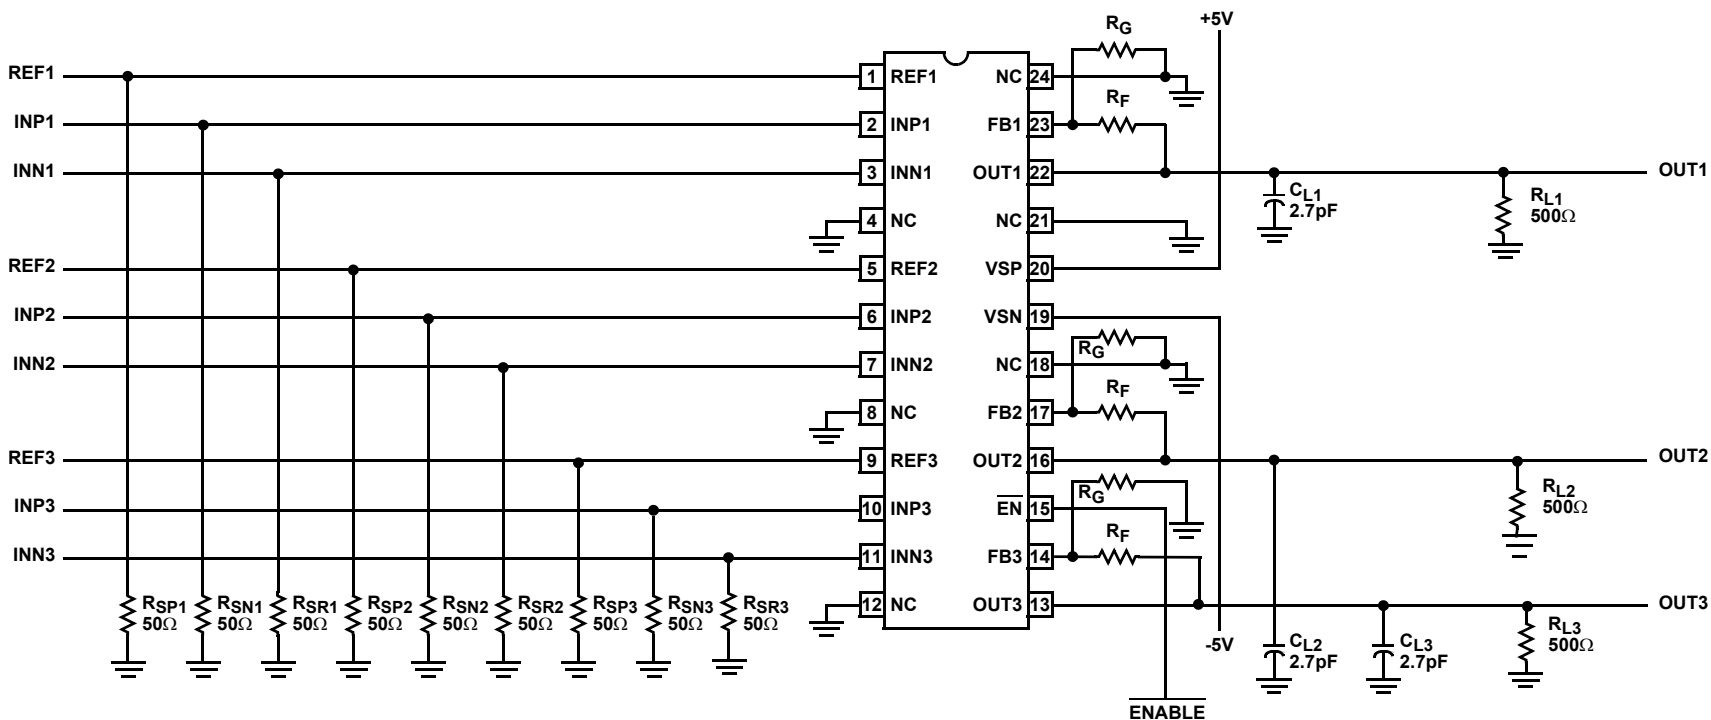 REF1
INP1
INN1
REF2
INP2
INN2
REF3
INP3
INN3
RSP1
50Ω
RSN1
50Ω
RSR1
50Ω
RSP2
50Ω
RSN2
50Ω
RSR2
50Ω
RSP3
50Ω
RSN3
50Ω
RSR3
50Ω
1 REF1
2 INP1
3 INN1
4 NC
5 REF2
6 INP2
7 INN2
8 NC
9 REF3
10 INP3
11 INN3
12 NC
NC 24
FB1 23
OUT1 22
NC 21
VSP 20
VSN 19
NC 18
FB2 17
OUT2 16
EN 15
FB3 14
OUT3 13
RG
RF
+5V
RG
RF
RG
RF
-5V
ENABLE
CL1
2.7pF
RL1
500Ω
OUT1
OUT2
RL2
500Ω
OUT3
CL2
2.7pF
CL3
2.7pF
RL3
500Ω